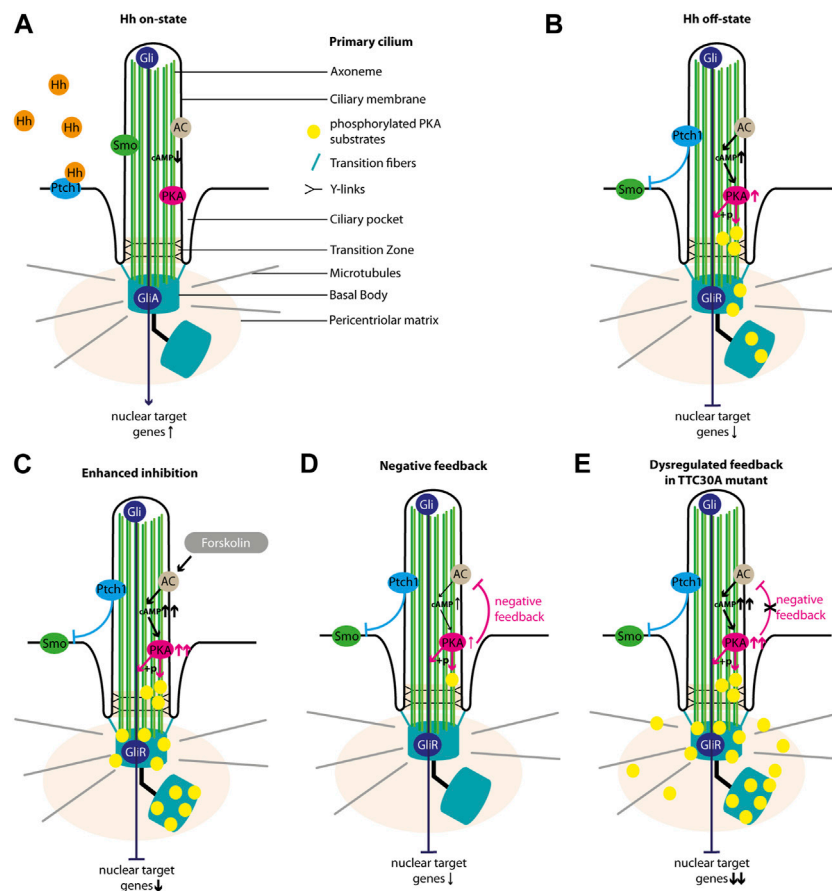 A
Hh on-state
Gli
Primary cilium
Axoneme
Ciliary membrane
phosphorylated PKA
substrates
Transition fibers
Y-links
Ciliary pocket
Transition Zone
Microtubules
Basal Body
Pericentriolar matrix
Hh
Hh
Hh
Hh
Hh
Ptch1
Smo
AC
cAMP↓
PKA
GliA
nuclear target
genes↑
B
Hh off-state
Gli
Ptch1
AC
cAMP↑
Smo
PKA↑
+p
GliR
nuclear target
genes↓
C
Enhanced inhibition
Gli
Forskolin
Ptch1
AC
cAMP↑↑
Smo
PKA↑↑
+p
GliR
nuclear target
genes↓
D
Negative feedback
Gli
Ptch1
AC
cAMP↑
negative
feedback
Smo
PKA↑
+p
GliR
nuclear target
genes↓
E
Dysregulated feedback
in TTC30A mutant
Gli
Ptch1
AC
cAMP↑↑
negative
feedback
Smo
PKA↑↑
+p
GliR
nuclear target
genes↓↓